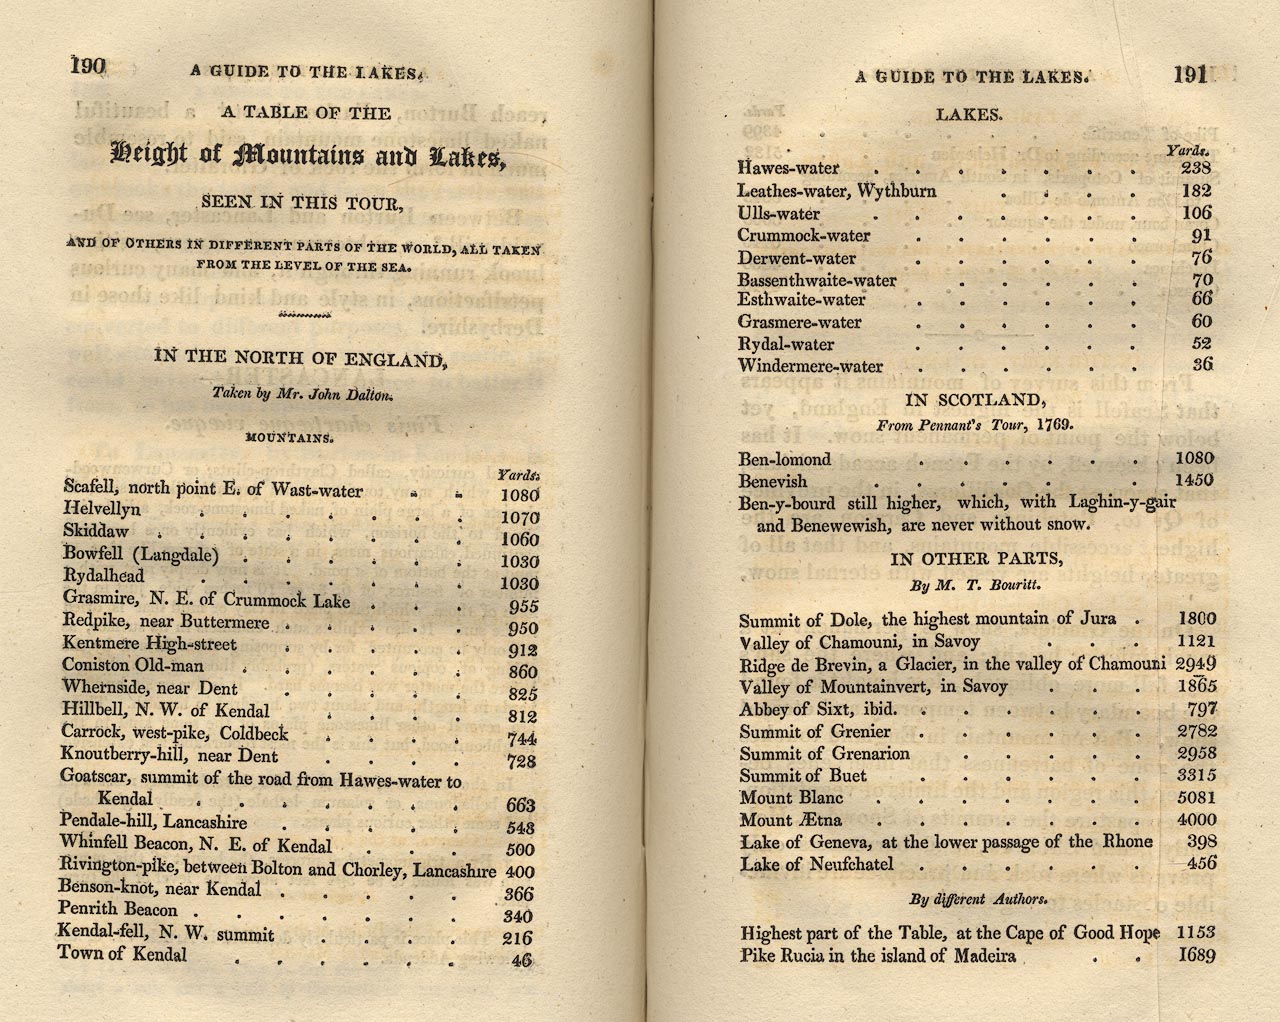 190
A GUIDE TO THE LAKES.
A TABLE OF THE
Height of Mountains and Lakes,
SEEN IN THIS TOUR,
AND OF OTHERS IN DIFFERENT PARTS OF THE WORLD, ALL TAKEN
FROM THE LEVEL OF THE SEA.
IN THE NORTH OF ENGLAND,
Taken by Mr. John Dalton.
MOUNTAINS.
Yards.
Scafell, north point E. of Wast-water . . 1080
Helvellyn . . . . . . . 1070
Skiddaw . . . . . . . 1060
Bowfell (Langdale) . . . . . . 1030
Rydalhead . . . . . . . 1030
Grasmire, N. E. of Crummock Lake . . . 955
Redpike, near Buttermere . . . . . 950
Kentmere High-street . . . . . 912
Coniston Old-man . . . . . . 860
Whernside, near Dent . . . . . 825
Hillbell, N. W. of Kendal . . . . 812
Carrock, west-pike, Coldbeck . . . . 744
Knoutberry-hill, near Dent . . . . 728
Goatscar, summit of the road from Hawes-water to
Kendal . . . . . . . 663
Pendale-hill, Lancashire . . . . . 548
Whinfell Beacon, N. E. of Kendal . . . 500
Rivington-pike, between Bolton and Chorley, Lancashire 400
Benson-knot, near Kendal . . . . . 366
Penrith Beacon . . . . . . . 340
Kendal-fell, N. W. summit . . . . . 216
Town of Kendal . . . . . . 46
A GUIDE TO THE LAKES.
191
LAKES.
Yards.
Hawes-water . . . . . . . 238
Leathes-water, Wythburn . . . . 182
Ulls-water . . . . . . . 106
Crummock-water . . . . . . 91
Derwent-water . . . . . . 76
Bassenthwaite-water . . . . . . 70
Esthwaite-water . . . . . . 66
Grasmere-water . . . . . . 60
Rydal-water . . . . . . 52
Windermere-water . . . . . . 36
IN SCOTLAND,
From Pennant's Tour, 1769.
Ben-lomond . . . . . . 1080
Benevish . . . . . . 1450
Ben-y-bourd still higher, which, with Laghin-y-gair
and Benewewish, are never without snow.
IN OTHER PARTS,
By M. T. Bouritt.
Summit of Dole, the highest mountain of Jura . 1800
Valley of Chamouni, in Savoy . . . 1121
Ridge de Brevin, a Glacier, in the valley of Chamouni 2949
Valley of Mountainvert, in Savoy . . . 1865
Abbey of Sixt, ibid. . . . . . . 797
Summit of Grenier . . . . . . 2782
Summit of Grenarion . . . . . 2958
Summit of Buet . . . . . . 3315
Mount Blanc . . . . . . . 5081
Mount Ætna . . . . . . . 4000
Lake of Geneva, at the lower passage of the Rhone 398
Lake of Neufchatel . . . . . . 456
By different Authors.
Highest part of the Table, at the Cape of Good Hope 1153
Pike Rucia in the island of Madeira . . 1689